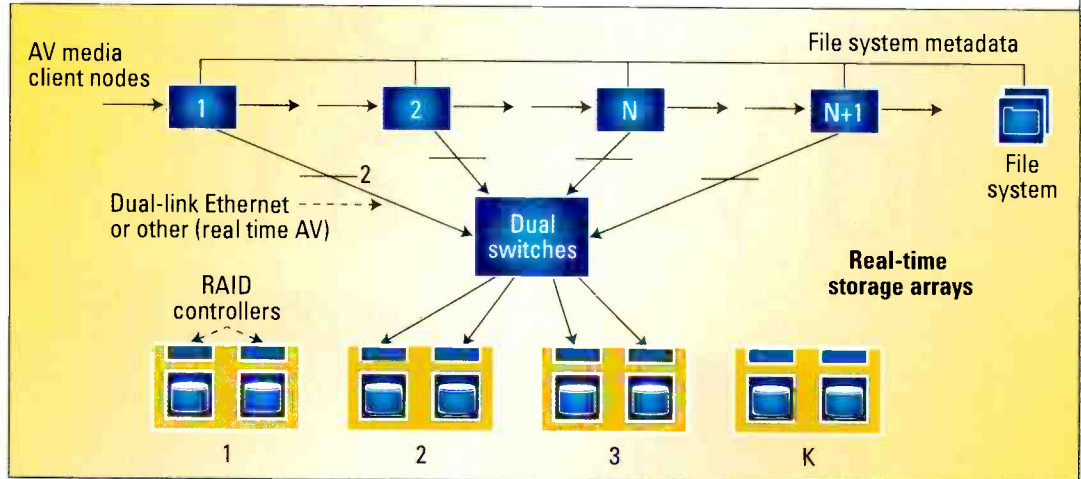 AV media
client nodes
File system metadata
1
2
N
N+1
File
system
2
Dual-link Ethernet
or other (real time AV)
Dual
switches
Real-time
storage arrays
RAID
controllers
1
2
3
K